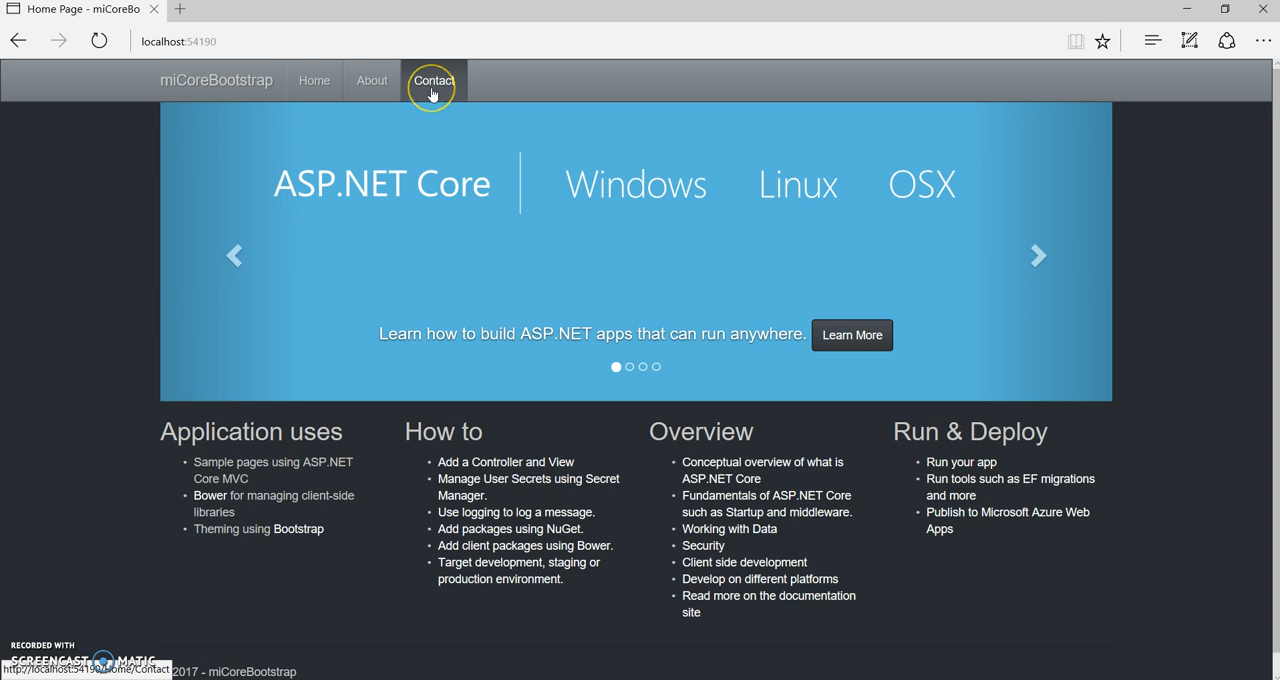 Home Page - miCoreBo
localhost:54190
miCoreBootstrap Home About Contact
ASP.NET Core Windows Linux OSX
Learn how to build ASP.NET apps that can run anywhere. Learn More
Application uses
Sample pages using ASP.NET
Core MVC
Bower for managing client-side
libraries
Theming using Bootstrap
How to
Add a Controller and View
Manage User Secrets using Secret
Manager.
Use logging to log a message.
Add packages using NuGet.
Add client packages using Bower.
Target development, staging or
production environment.
Overview
Conceptual overview of what is
ASP.NET Core
Fundamentals of ASP.NET Core
such as Startup and middleware.
Working with Data
Security
Client side development
Develop on different platforms
Read more on the documentation
site
Run & Deploy
Run your app
Run tools such as EF migrations
and more
Publish to Microsoft Azure Web
Apps
RECORDED WITH
SCREENCAST MATIC
http://localhost:54190/Home/Contact
2017 - miCoreBootstrap